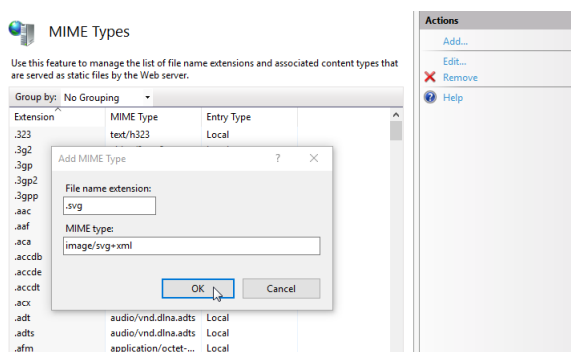 MIME Types
Use this feature to manage the list of file name extensions and associated content types that
are served as static files by the Web server.
Group by: No Grouping
Extension MIME Type Entry Type
.323 text/h323 Local
.3g2
.3gp
.3gp2
.3gpp
.aac
.aaf
.aca
.accdb
.accde
.accdt
.acx
.adt audio/vnd.dlna.adts Local
.adts audio/vnd.dlna.adts Local
.afm application/octet-... Local
Add MIME Type ?
File name extension:
.svg
MIME type:
image/svg+xml
OK Cancel
Actions
Add...
Edit...
Remove
Help